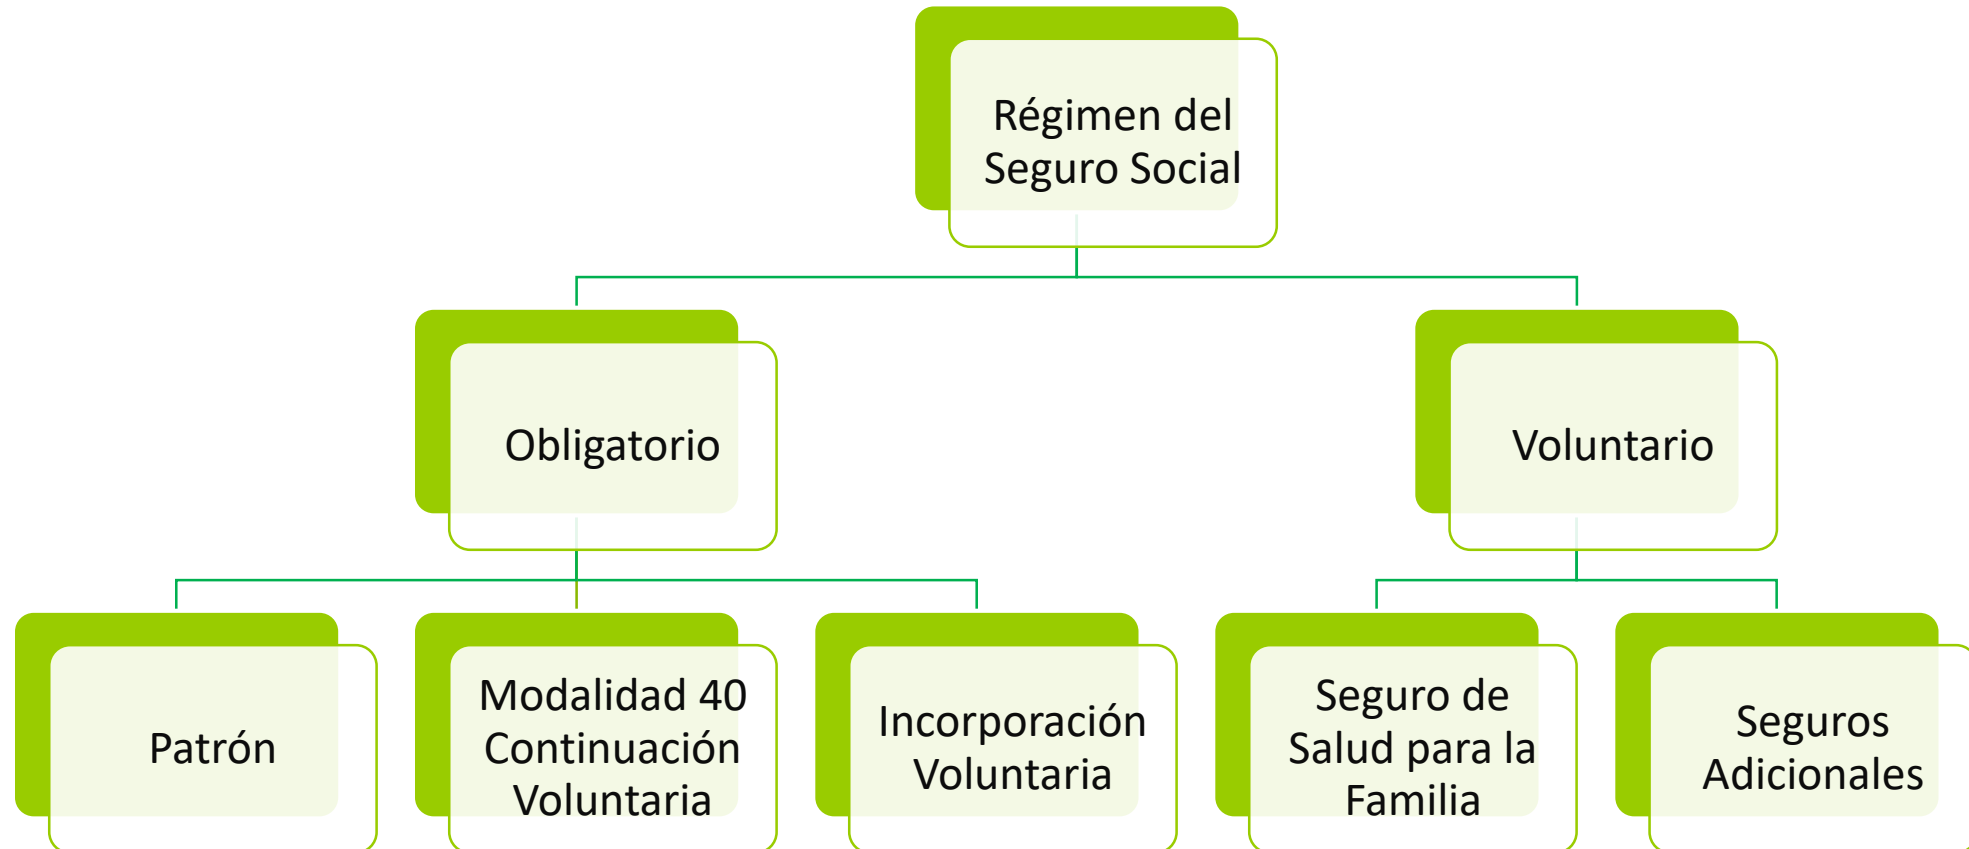 Régimen del
Seguro Social
Obligatorio
Voluntario
Patrón
Modalidad 40
Continuación
Voluntaria
Incorporación
Voluntaria
Seguro de
Salud para la
Familia
Seguros
Adicionales